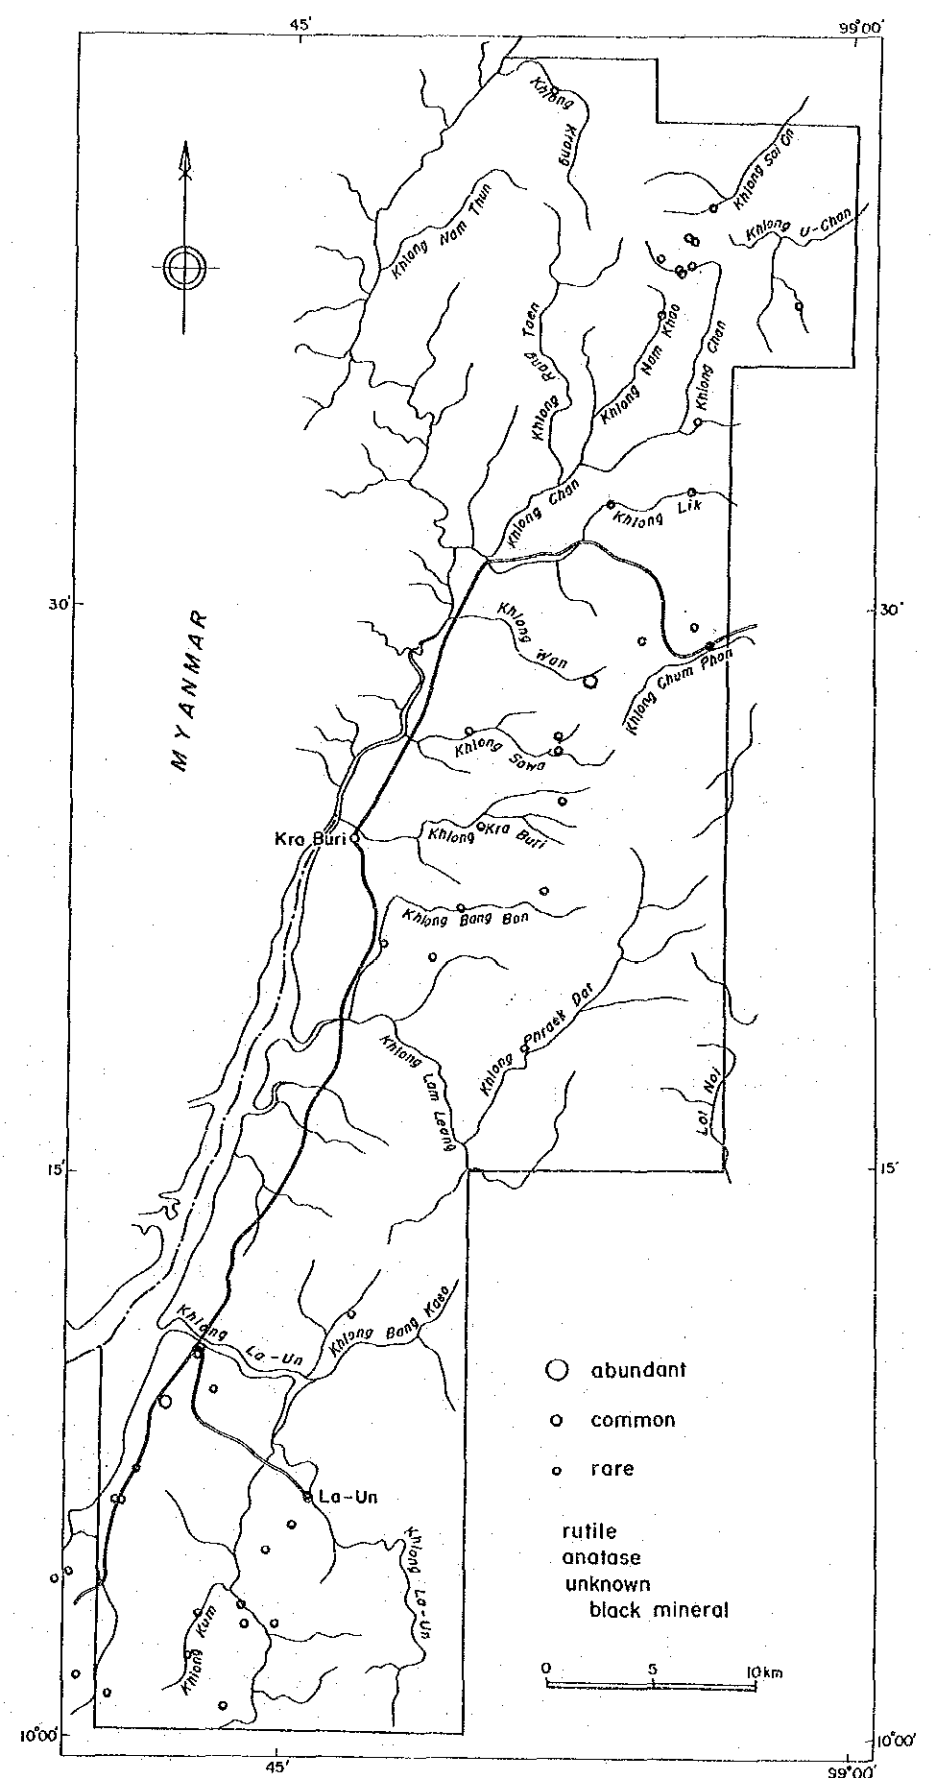 45'
99°00'
Khlong
Krang
Khlong Sai On
Khlong Nam Thun
Khlong U-Chan
Khlong Rang Taen
Khlong Nam Khao
Khlong Chan
Khlong Chan
Khlong Lik
30'
30'
MYANMAR
Khlong Wan
Khlong Chum Phon
Khlong Sawa
Kra Buri
Khlong Kra Buri
Khlong Bang Ban
Khlong Phraek Dat
Khlong Lam Leang
Loi Noi
15'
15'
Khlong La-Un
Khlong Bang Kaeo
abundant
common
rare
La-Un
rutile
anatase
unknown
black mineral
Khlong La-Un
Khlong Kum
0 5 10km
10°00'
10°00'
45'
99°00'